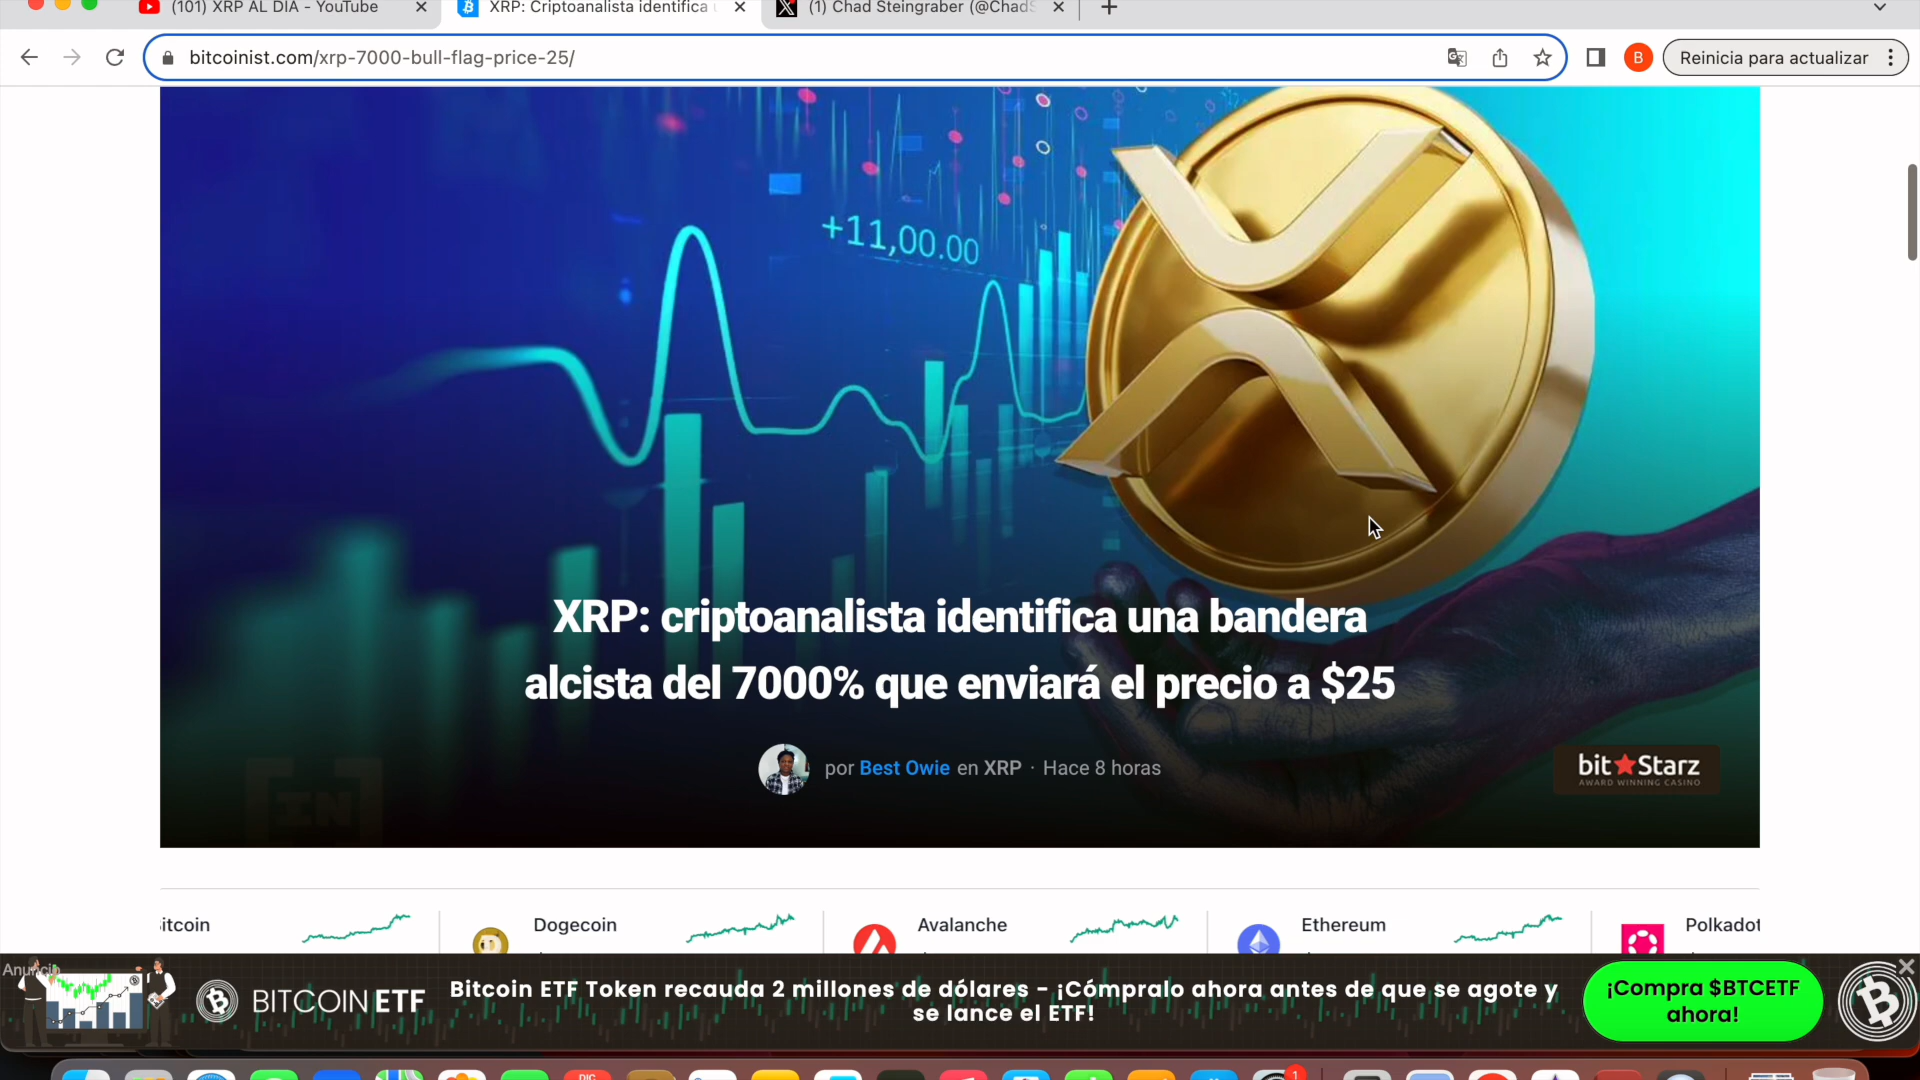 (101) XRP AL DIA - YouTube
XRP: Criptoanalista identifica
(1) Chad Steingraber (@Chad
bitcoinist.com/xrp-7000-bull-flag-price-25/
B
Reinicia para actualizar
+11,00.00
XRP: criptoanalista identifica una bandera
alcista del 7000% que enviará el precio a $25
por Best Owie en XRP · Hace 8 horas
bit Starz
AWARD WINNING CASINO
itcoin
Dogecoin
Avalanche
Ethereum
Polkadot
Anuncio
BITCOIN ETF
Bitcoin ETF Token recauda 2 millones de dólares - ¡Cómpralo ahora antes de que se agote y
se lance el ETF!
¡Compra $BTCETF
ahora!
DIC
1